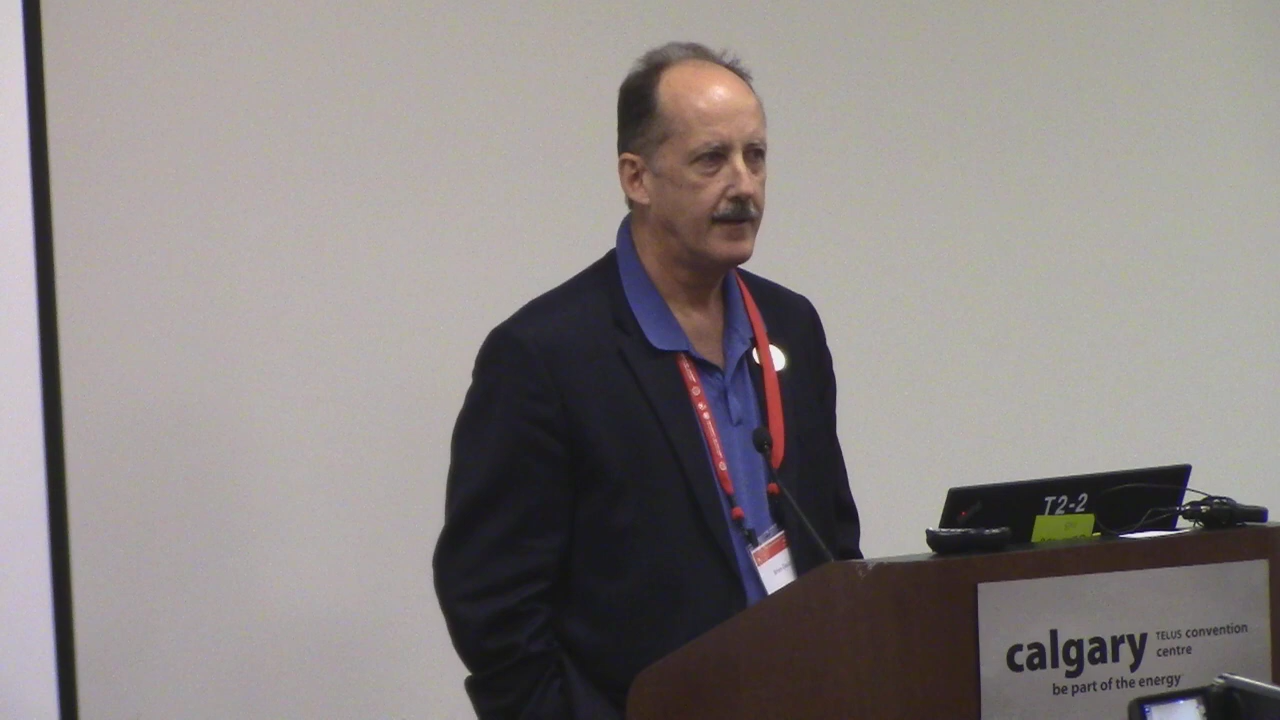 T2-2
calgary TELUS convention
centre
be part of the energy